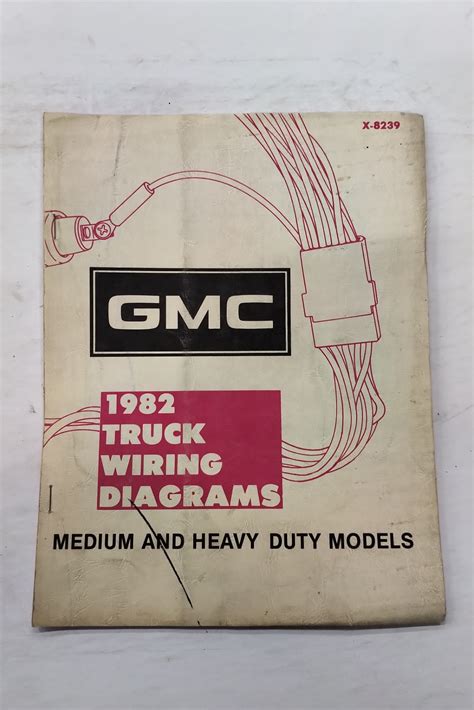 X-8239
GMC
1982
TRUCK
WIRING
DIAGRAMS
MEDIUM AND HEAVY DUTY MODELS